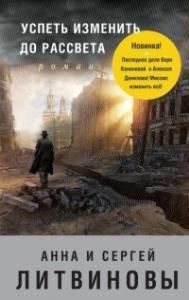 УСПЕТЬ ИЗМЕНИТЬ
ДО РАССВЕТА
роман
Новинка!
Последнее дело Вари
Кононовой и Алексея
Данилова! Миссия:
изменить всё!
АННА И СЕРГЕЙ
ЛИТВИНОВЫ